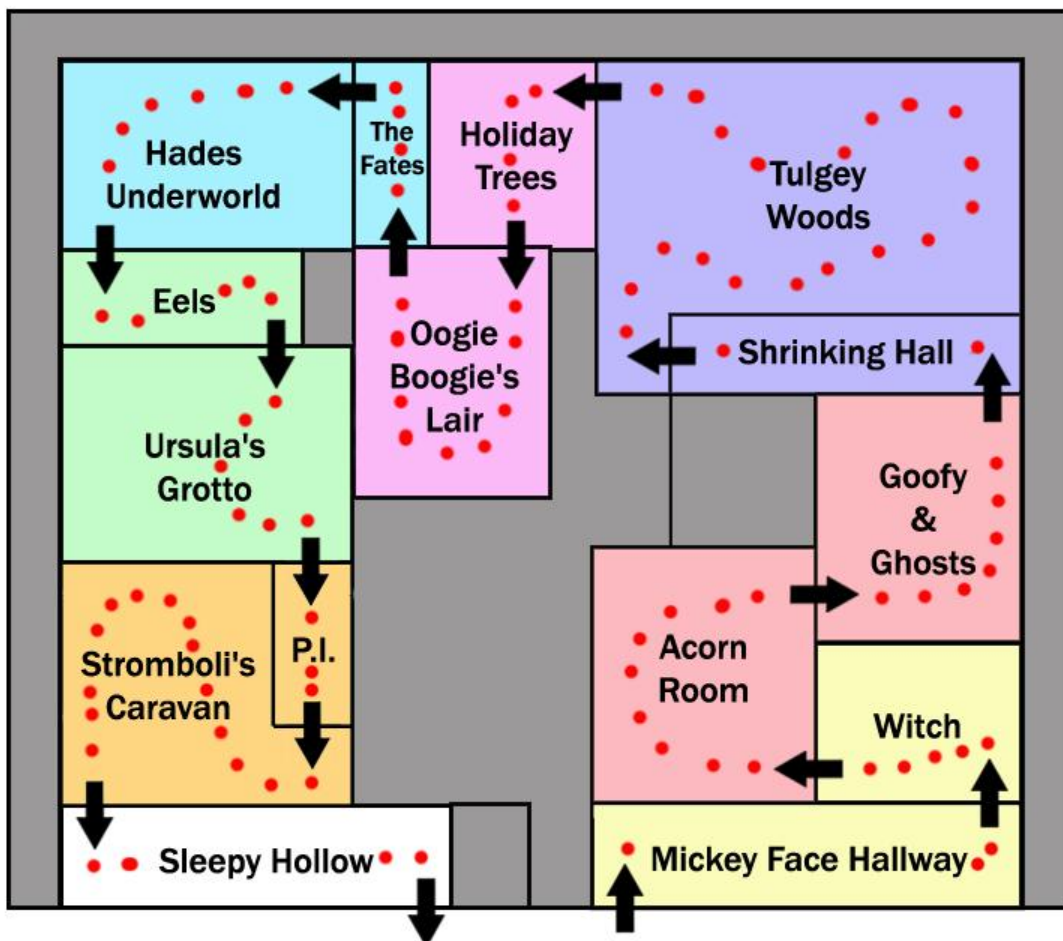 Hades
Underworld
The
Fates
Holiday
Trees
Tulgey
Woods
Eels
Oogie
Boogie's
Lair
Shrinking Hall
Ursula's
Grotto
Goofy
&
Ghosts
Stromboli's
Caravan
P.I.
Acorn
Room
Witch
Sleepy Hollow
Mickey Face Hallway